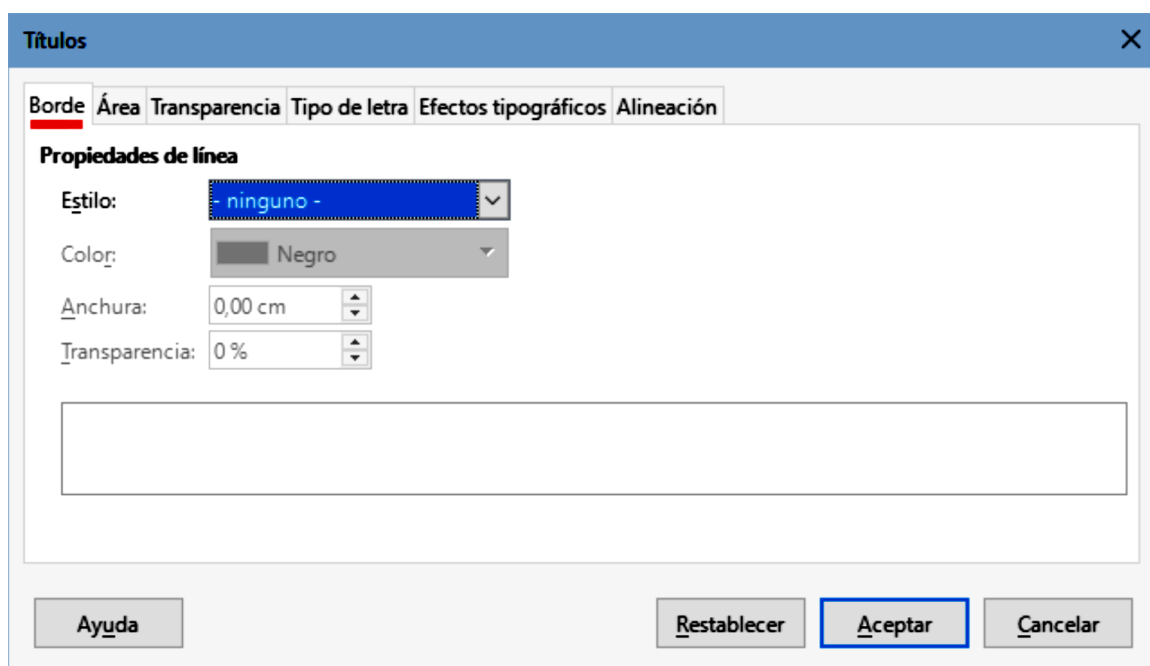 Títulos
Borde Área Transparencia Tipo de letra Efectos tipográficos Alineación
Propiedades de línea
Estilo: - ninguno -
Color: Negro
Anchura: 0,00 cm
Transparencia: 0 %
Ayuda Restablecer Aceptar Cancelar